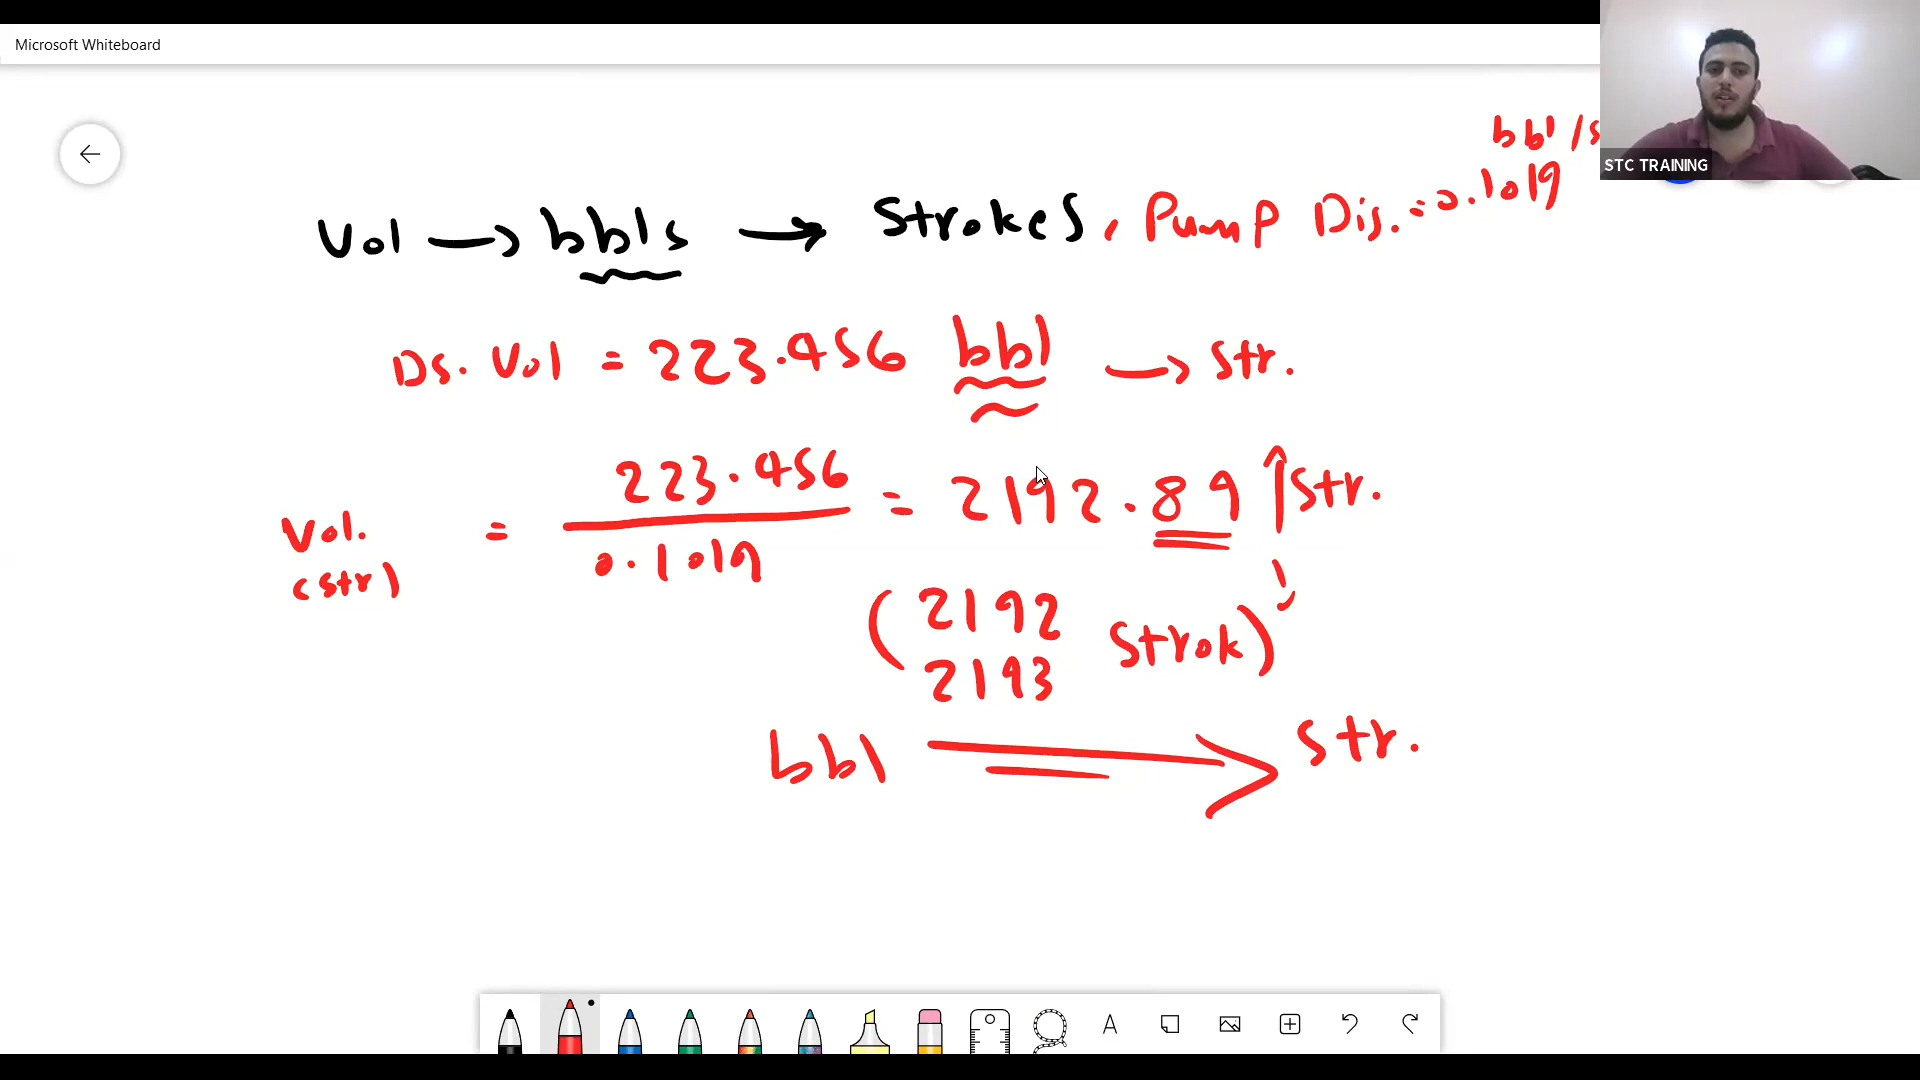 Microsoft Whiteboard
bbl/s
STC TRAINING
Vol → bbls → Strokes, Pump Dis. = 0.1019
Ds. Vol = 223.456 bbl → str.
Vol. (str) = 223.456 / 0.1019 = 2192.89 ↑ str.
(2192
2193 strok)
bbl ⟹ str.